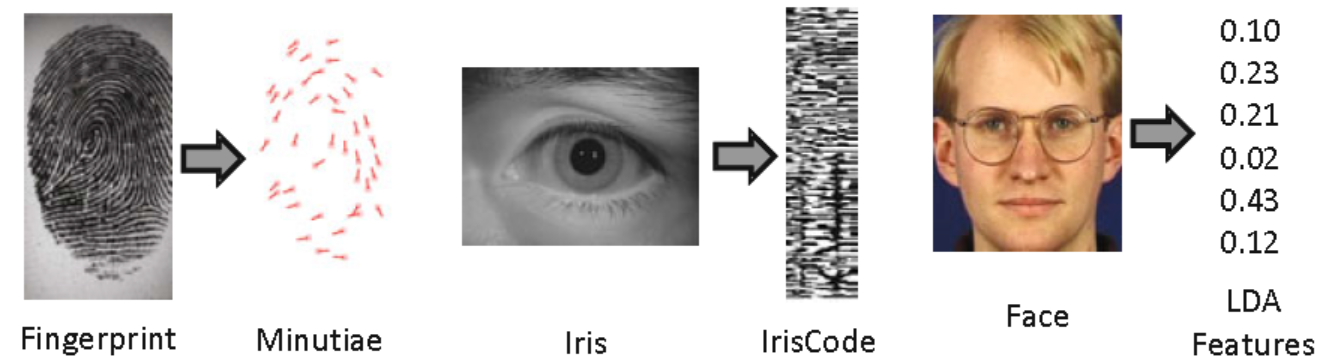 0.10
0.23
0.21
0.02
0.43
0.12
Fingerprint
Minutiae
Iris
IrisCode
Face
LDA
Features